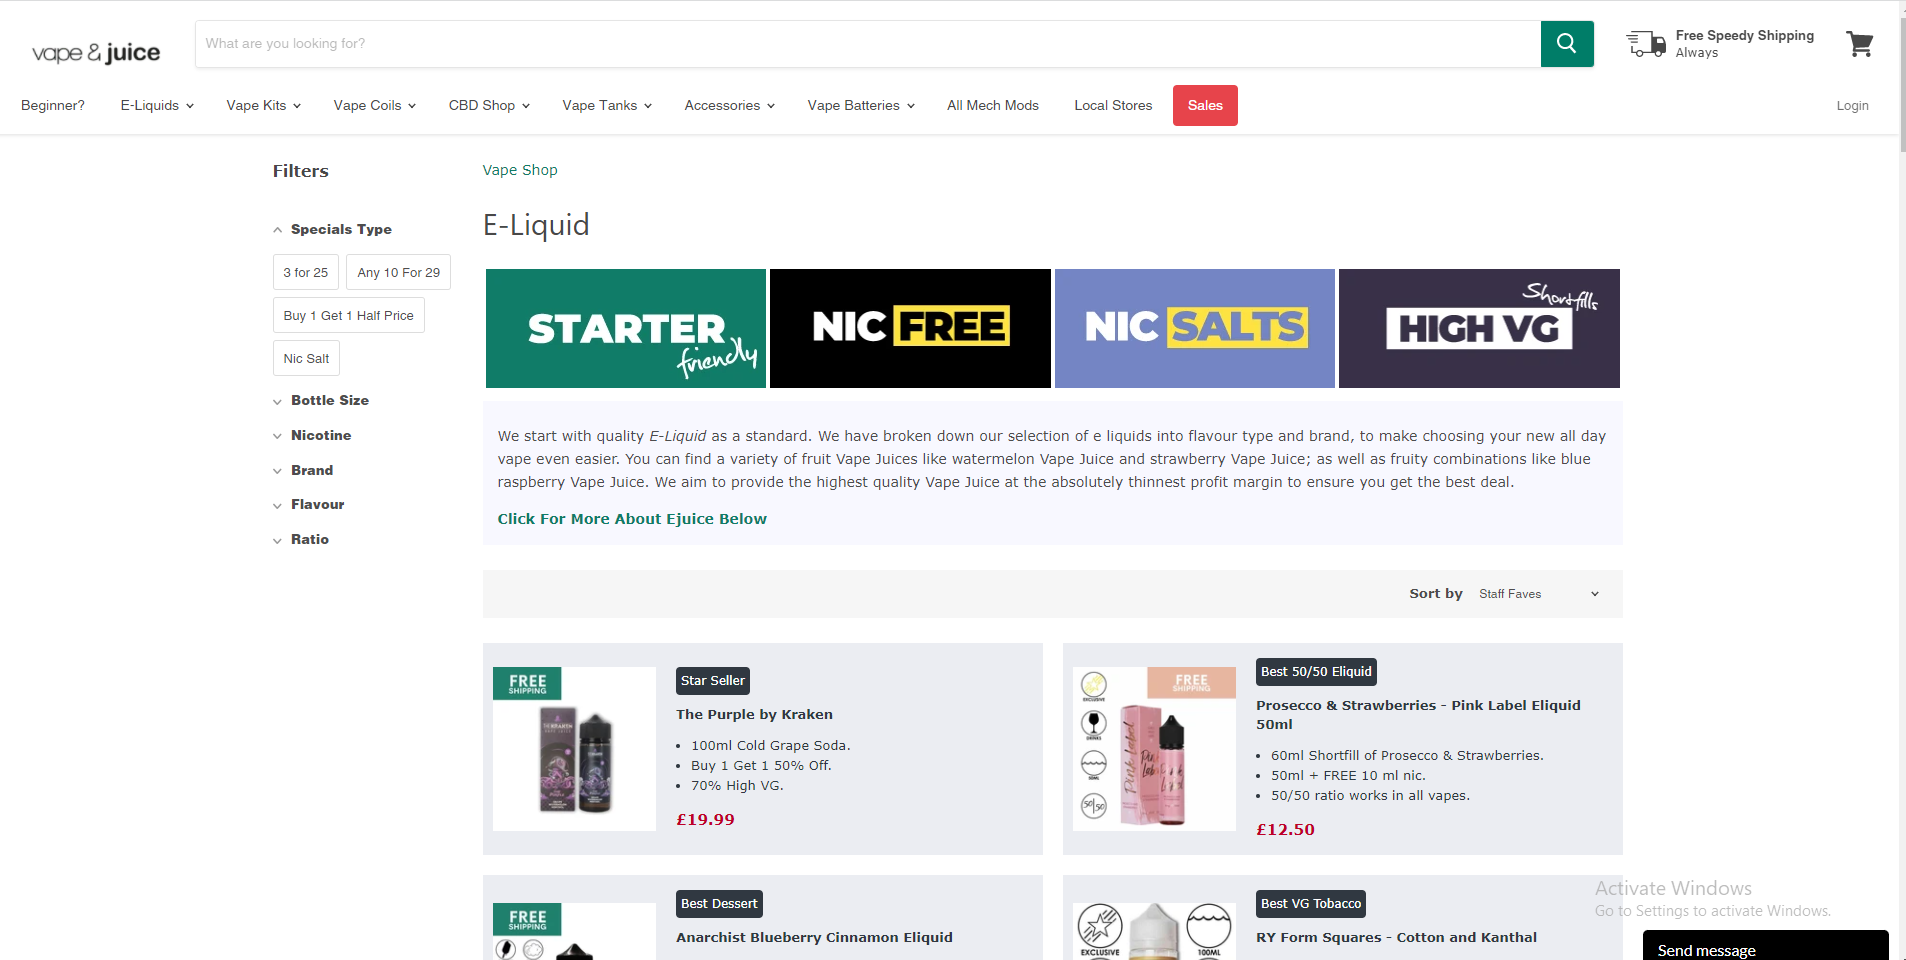 vape & juice
What are you looking for?
Free Speedy Shipping
Always
Beginner?
E-Liquids
Vape Kits
Vape Coils
CBD Shop
Vape Tanks
Accessories
Vape Batteries
All Mech Mods
Local Stores
Sales
Login
Filters
Specials Type
3 for 25
Any 10 For 29
Buy 1 Get 1 Half Price
Nic Salt
Bottle Size
Nicotine
Brand
Flavour
Ratio
Vape Shop
E-Liquid
STARTER
friendly
NIC FREE
NIC SALTS
Shortfills
HIGH VG
We start with quality E-Liquid as a standard. We have broken down our selection of e liquids into flavour type and brand, to make choosing your new all day
vape even easier. You can find a variety of fruit Vape Juices like watermelon Vape Juice and strawberry Vape Juice; as well as fruity combinations like blue
raspberry Vape Juice. We aim to provide the highest quality Vape Juice at the absolutely thinnest profit margin to ensure you get the best deal.
Click For More About Ejuice Below
Sort by
Staff Faves
FREE
SHIPPING
Star Seller
The Purple by Kraken
100ml Cold Grape Soda.
Buy 1 Get 1 50% Off.
70% High VG.
£19.99
EXCLUSIVE
DRINKS
50ML
50|50
FREE
SHIPPING
Pink Label
Best 50/50 Eliquid
Prosecco & Strawberries - Pink Label Eliquid
50ml
60ml Shortfill of Prosecco & Strawberries.
50ml + FREE 10 ml nic.
50/50 ratio works in all vapes.
£12.50
FREE
SHIPPING
Best Dessert
Anarchist Blueberry Cinnamon Eliquid
EXCLUSIVE
100ML
Best VG Tobacco
RY Form Squares - Cotton and Kanthal
Activate Windows
Go to Settings to activate Windows.
Send message